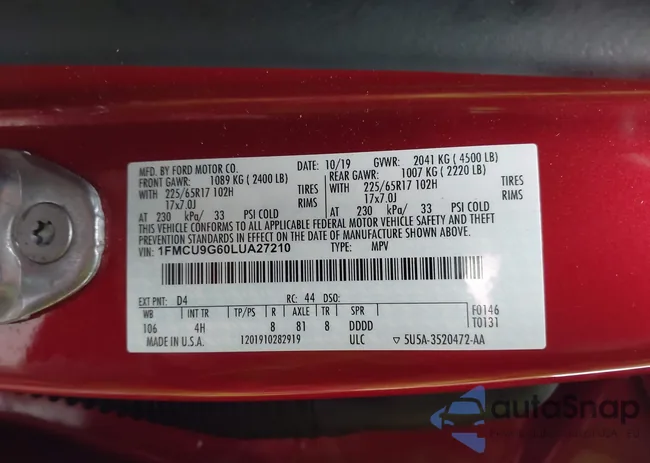 MFD. BY FORD MOTOR CO. 10/19 GVWR: 2041 KG ( 4500 LB)
FRONT GAWR: 1089 KG ( 2400 LB) REAR GAWR: 1007 KG ( 2220 LB)
WITH 225/65R17 102H TIRES WITH 225/65R17 102H TIRES
17x7.0J RIMS 17x7.0J RIMS
AT 230 kPa/ 33 PSI COLD AT 230 kPa/ 33 PSI COLD
THIS VEHICLE CONFORMS TO ALL APPLICABLE FEDERAL MOTOR VEHICLE SAFETY AND THEFT
PREVENTION STANDARDS IN EFFECT ON THE DATE OF MANUFACTURE SHOWN ABOVE.
VIN: 1FMCU9G60LUA27210 TYPE: MPV
EXT PNT: D4 RC: 44 DSO:
WB INT TR TP/PS R AXLE TR SPR F0146
106 4H 8 81 8 DDDD T0131
MADE IN U.S.A. 1201910282919 ULC 5U5A-3520472-AA
autoSnap